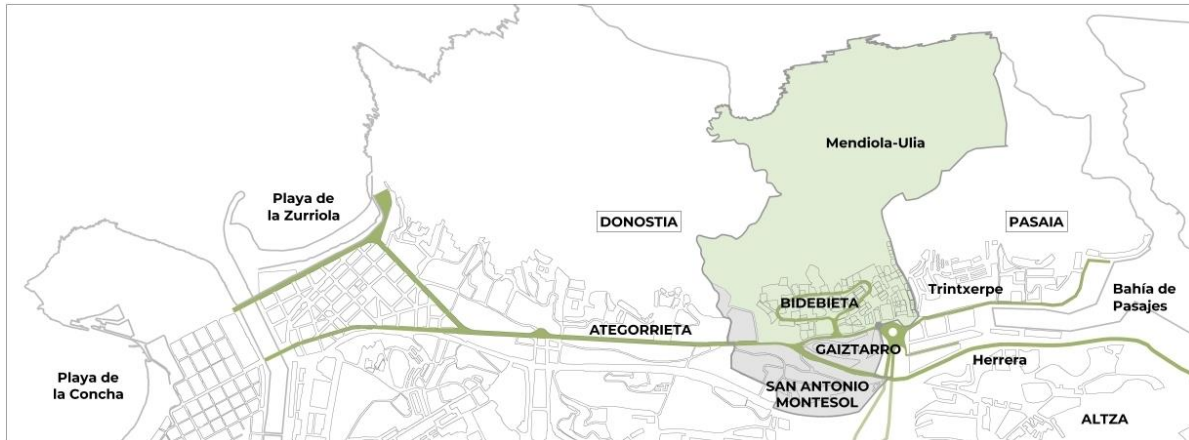 Mendiola-Ulia
Playa de
la Zurriola
DONOSTIA
PASAIA
Trintxerpe
Bahía de
Pasajes
BIDEBIETA
ATEGORRIETA
GAIZTARRO
Herrera
Playa de
la Concha
SAN ANTONIO
MONTESOL
ALTZA